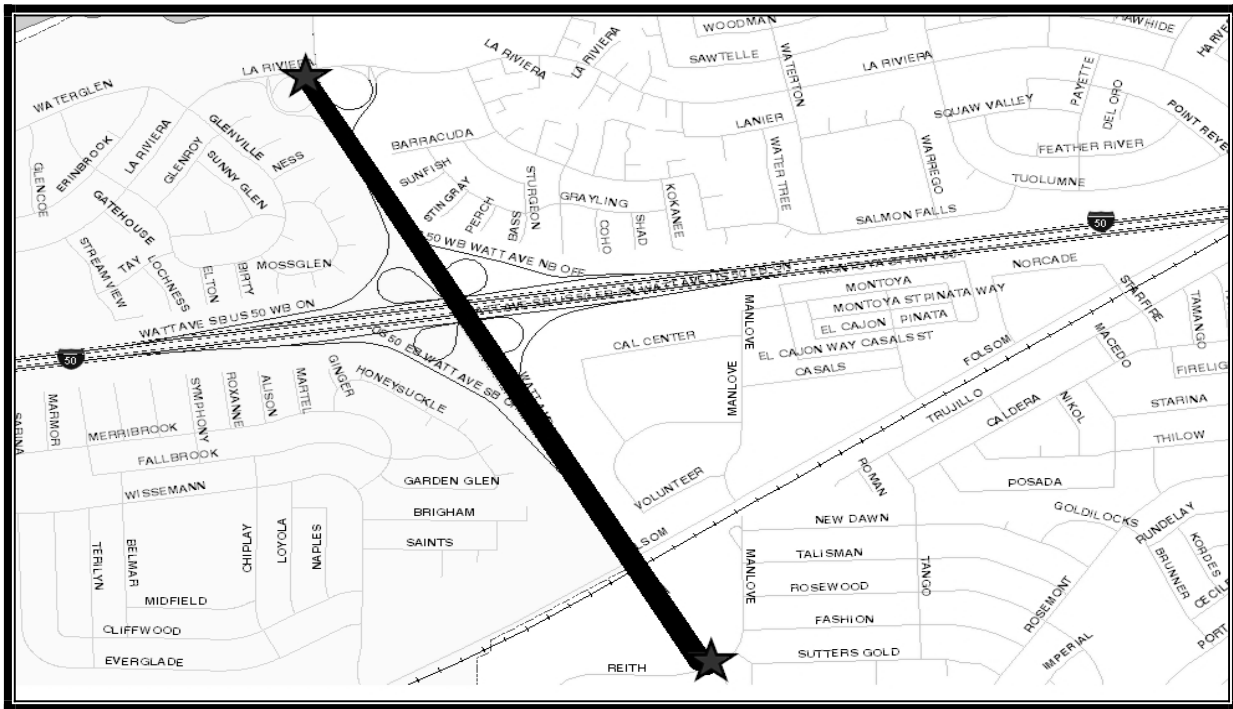 WOODMAN
RAWHIDE
HARVE
SAWTELLE
WATERTON
LA RIVIERA
LA RIVIERA
LA RIVIERA
LA RIVIERA
WATERGLEN
PAYETTE
DEL ORO
SQUAW VALLEY
POINT REYE
LANIER
GLENVILLE
BARRACUDA
ERINBROOK
LA RIVIERA
GLENROY
SUNNY GLEN
NESS
FEATHER RIVER
WARREGO
WATER TREE
GLENCOE
SUNFISH
TUOLUMNE
STURGEON
GRAYLING
KOKANEE
STINGRAY
PERCH
BASS
GATEHOUSE
COHO
SHAD
SALMON FALLS
50
STREAMVIEW
TAY
LOCHNESS
ELTON
BIRTY
MOSSGLEN
50 WB WATT AVE NB OFF
NORCADE
MONTOYA
STARFIRE
MONTOYA ST PINATA WAY
TAMANGO
WATT AVE SB US 50 WB ON
MANLOVE
EL CAJON
PINATA
CAL CENTER
EL CAJON WAY CASALS ST
FOLSOM
MACEDO
50
CASALS
FIRELIG
GINGER
HONEYSUCKLE
SYMPHONY
ROXANNE
ALISON
MARTEL
MANLOVE
MARMOR
SARINA
TRUJILLO
CALDERA
NIKOL
STARINA
MERRIBROOK
THILOW
FALLBROOK
ROMAN
WISSEMANN
GARDEN GLEN
VOLUNTEER
POSADA
BRIGHAM
NEW DAWN
GOLDILOCKS
RUNDELAY
SAINTS
LSOM
TERILYN
BELMAR
CHIPLAY
LOYOLA
NAPLES
MANLOVE
TALISMAN
TANGO
BRUNNER
KORDES
ROSEWOOD
CECILE
MIDFIELD
ROSEMONT
FASHION
CLIFFWOOD
IMPERIAL
PORT
EVERGLADE
REITH
SUTTERS GOLD